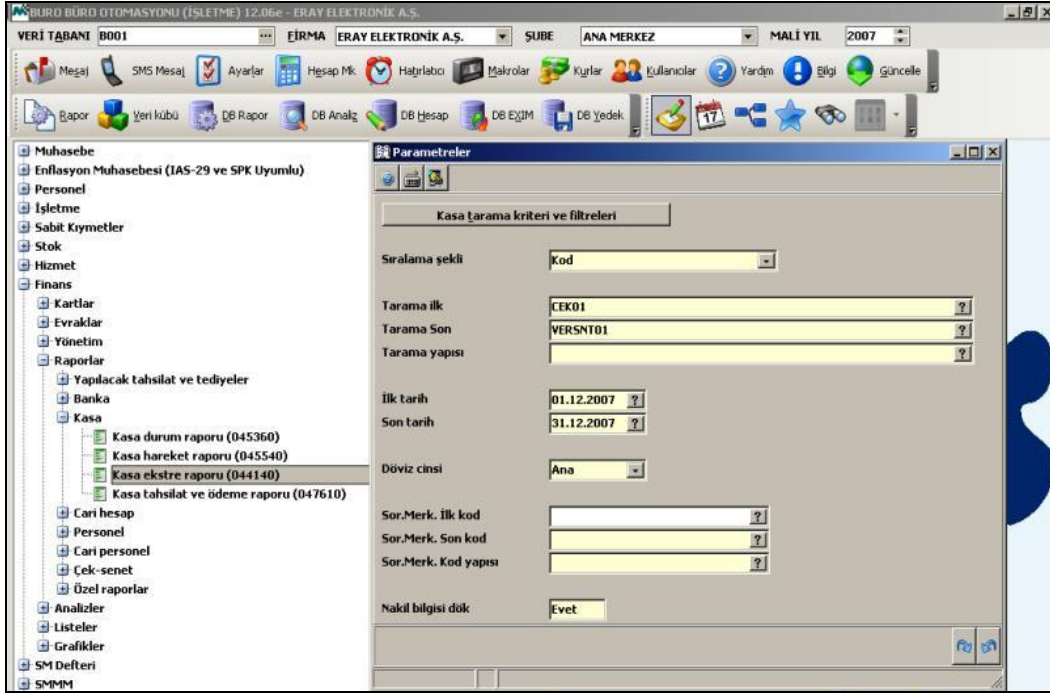 BURO BÜRO OTOMASYONU (İŞLETME) 12.06e - ERAY ELEKTRONİK A.Ş.
VERİ TABANI B001 ... FİRMA ERAY ELEKTRONİK A.Ş. ŞUBE ANA MERKEZ MALİ YIL 2007
Mesaj SMS Mesaj Ayarlar Hesap Mk Hatırlatıcı Makrolar Kurlar Kullanıcılar Yardım Bilgi Güncelle
Rapor Veri kübü DB Rapor DB Analiz DB Hesap DB EXIM DB Yedek 17
Muhasebe
Enflasyon Muhasebesi (IAS-29 ve SPK Uyumlu)
Personel
İşletme
Sabit Kıymetler
Stok
Hizmet
Finans
Kartlar
Evraklar
Yönetim
Raporlar
Yapılacak tahsilat ve tediyeler
Banka
Kasa
Kasa durum raporu (045360)
Kasa hareket raporu (045540)
Kasa ekstre raporu (044140)
Kasa tahsilat ve ödeme raporu (047610)
Cari hesap
Personel
Cari personel
Çek-senet
Özel raporlar
Analizler
Listeler
Grafikler
SM Defteri
SMMM
Parametreler
Kasa tarama kriteri ve filtreleri
Sıralama şekli Kod
Tarama ilk CEK01 ?
Tarama Son VERSNT01 ?
Tarama yapısı ?
İlk tarih 01.12.2007 ?
Son tarih 31.12.2007 ?
Döviz cinsi Ana
Sor.Merk. İlk kod ?
Sor.Merk. Son kod ?
Sor.Merk. Kod yapısı ?
Nakil bilgisi dök Evet